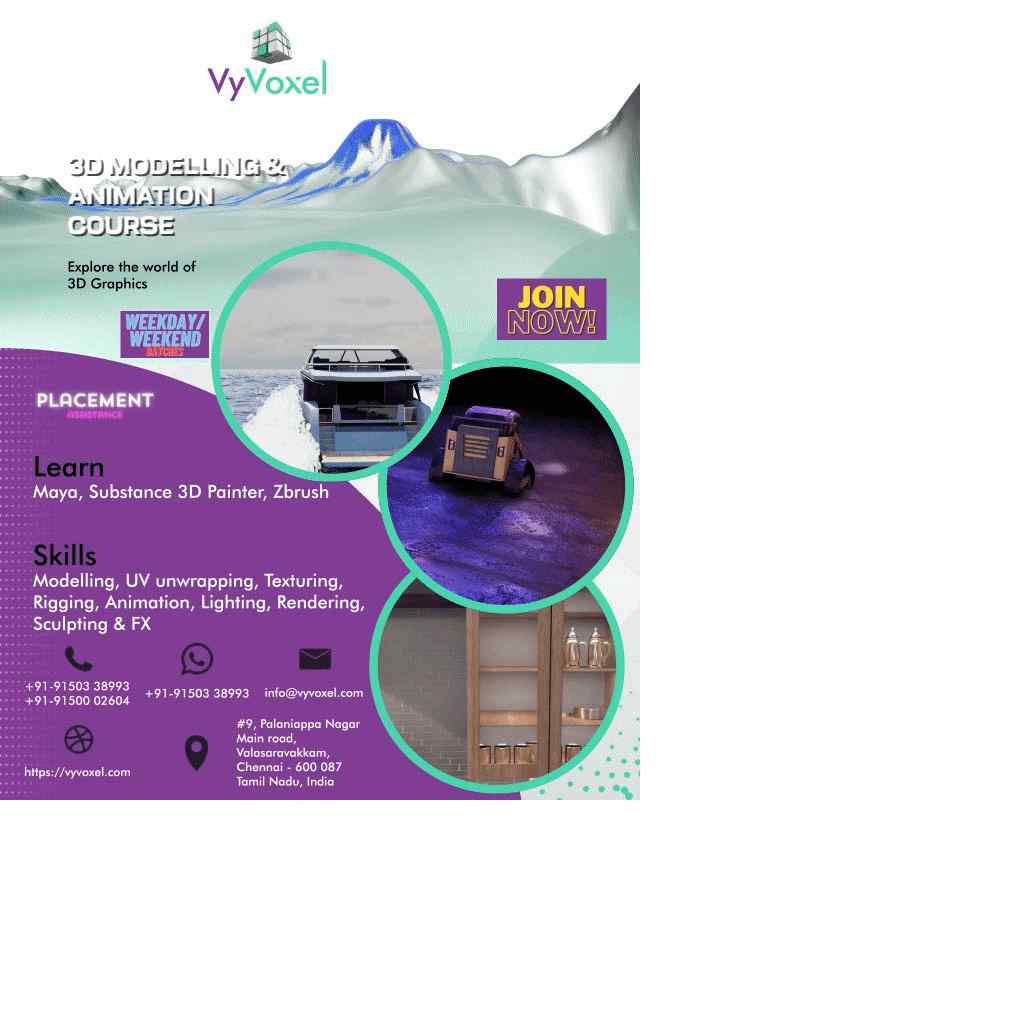 VyVoxel
3D MODELLING &
ANIMATION
COURSE
Explore the world of
3D Graphics
WEEKDAY/
WEEKEND
BATCHES
JOIN
NOW!
PLACEMENT
ASSISTANCE
Learn
Maya, Substance 3D Painter, Zbrush
Skills
Modelling, UV unwrapping, Texturing,
Rigging, Animation, Lighting, Rendering,
Sculpting & FX
+91-91503 38993
+91-91500 02604
+91-91503 38993
info@vyvoxel.com
https://vyvoxel.com
#9, Palaniappa Nagar
Main road,
Valasaravakkam,
Chennai - 600 087
Tamil Nadu, India